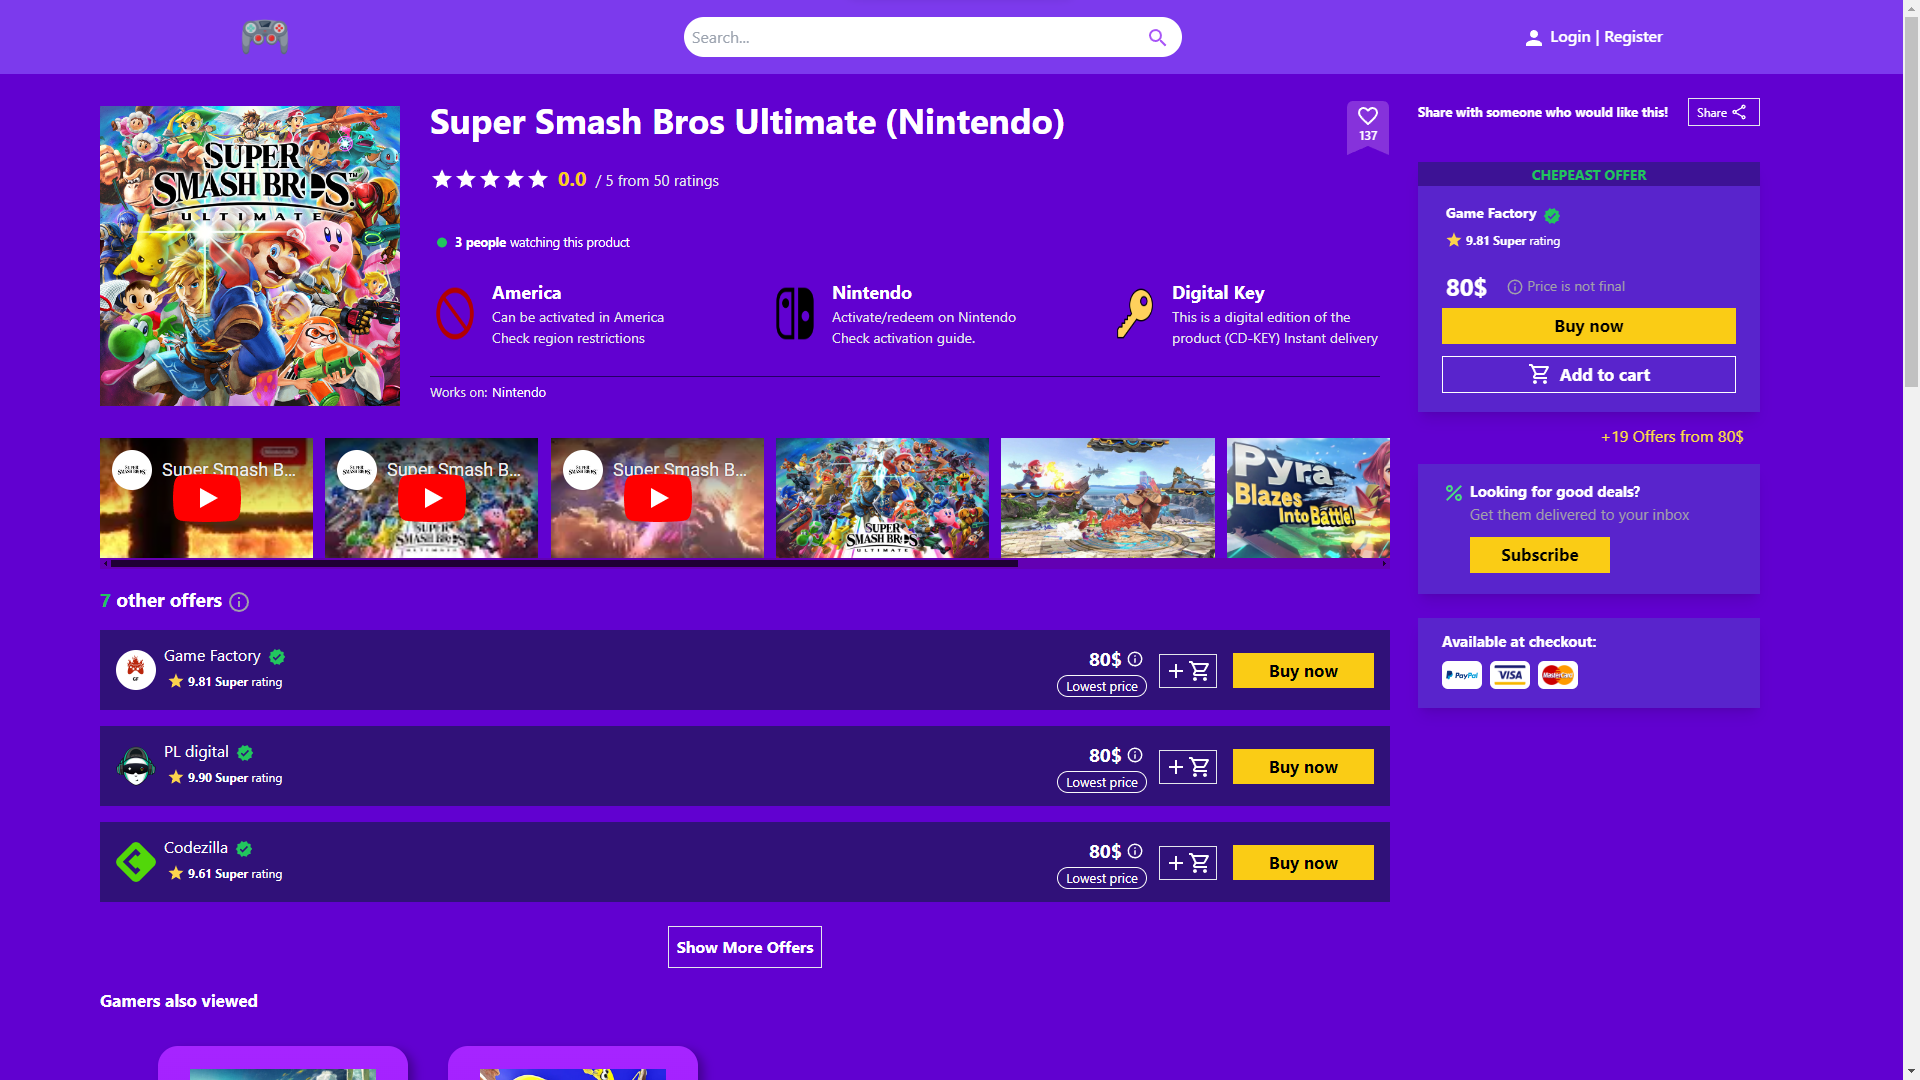 Search...
Login | Register
SUPER
SMASH BROS.
ULTIMATE
Super Smash Bros Ultimate (Nintendo)
137
0.0 / 5 from 50 ratings
3 people watching this product
America
Can be activated in America
Check region restrictions
Nintendo
Activate/redeem on Nintendo
Check activation guide.
Digital Key
This is a digital edition of the
product (CD-KEY) Instant delivery
Works on: Nintendo
Share with someone who would like this!
Share
CHEPEAST OFFER
Game Factory
9.81 Super rating
80$
Price is not final
Buy now
Add to cart
+19 Offers from 80$
Looking for good deals?
Get them delivered to your inbox
Subscribe
Available at checkout:
PayPal
VISA
MasterCard
Super Smash B...
Super Smash B...
Super Smash B...
SUPER
SMASH BROS.
ULTIMATE
Pyra
Blazes
Into Battle!
7 other offers
Game Factory
9.81 Super rating
80$
Lowest price
Buy now
PL digital
9.90 Super rating
80$
Lowest price
Buy now
Codezilla
9.61 Super rating
80$
Lowest price
Buy now
Show More Offers
Gamers also viewed